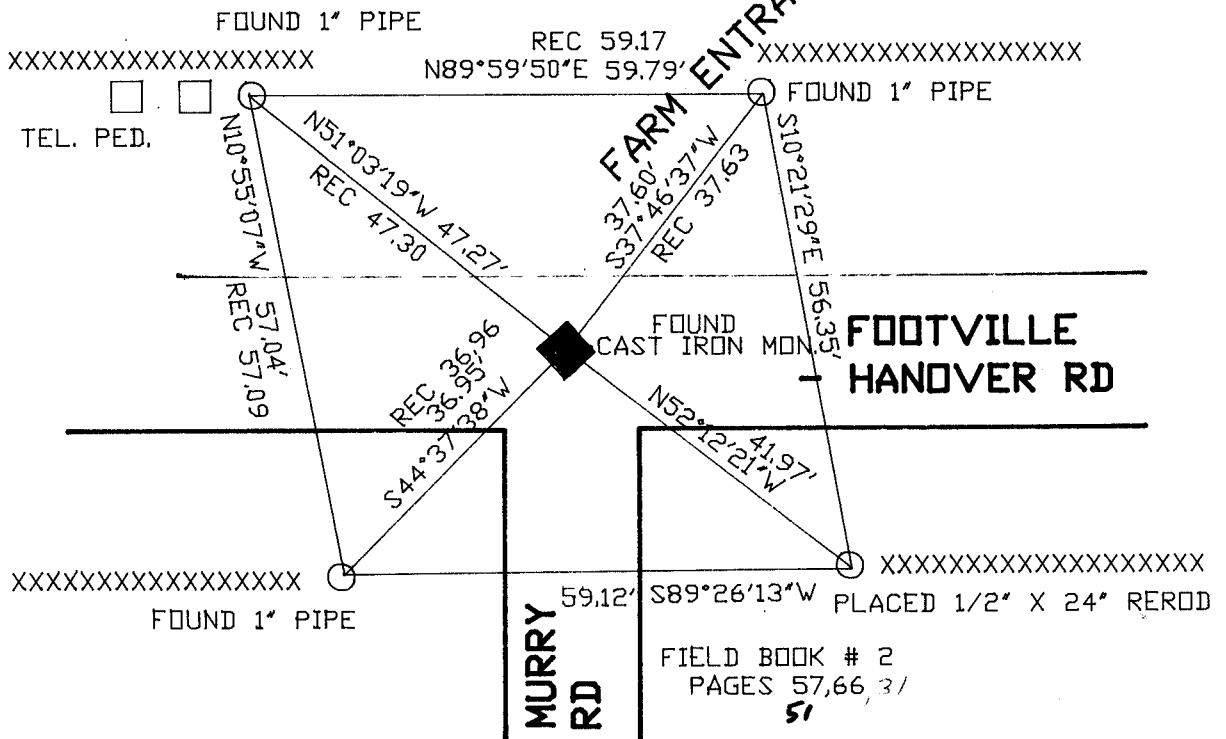 FOUND 1" PIPE
XXXXXXXXXXXXXXXXXX
REC 59.17
N89°59'50"E 59.79'
XXXXXXXXXXXXXXXXXXX
FARM ENTRA
TEL. PED.
FOUND 1" PIPE
N10°55'07"W 57.04'
REC 57.09
N51°03'19"W 47.27'
REC 47.30
37.60'
S37°46'37"W
REC 37.63
S10°21'29"E 56.35'
FOUND
CAST IRON MON.
FOOTVILLE
- HANOVER RD
REC 36.96
36.95'
S44°37'38"W
41.97'
N52°12'21"W
XXXXXXXXXXXXXXXXX
FOUND 1" PIPE
59.12' S89°26'13"W
XXXXXXXXXXXXXXXXXXX
PLACED 1/2" X 24" REROD
MURRY
RD
FIELD BOOK # 2
PAGES 57,66,
51